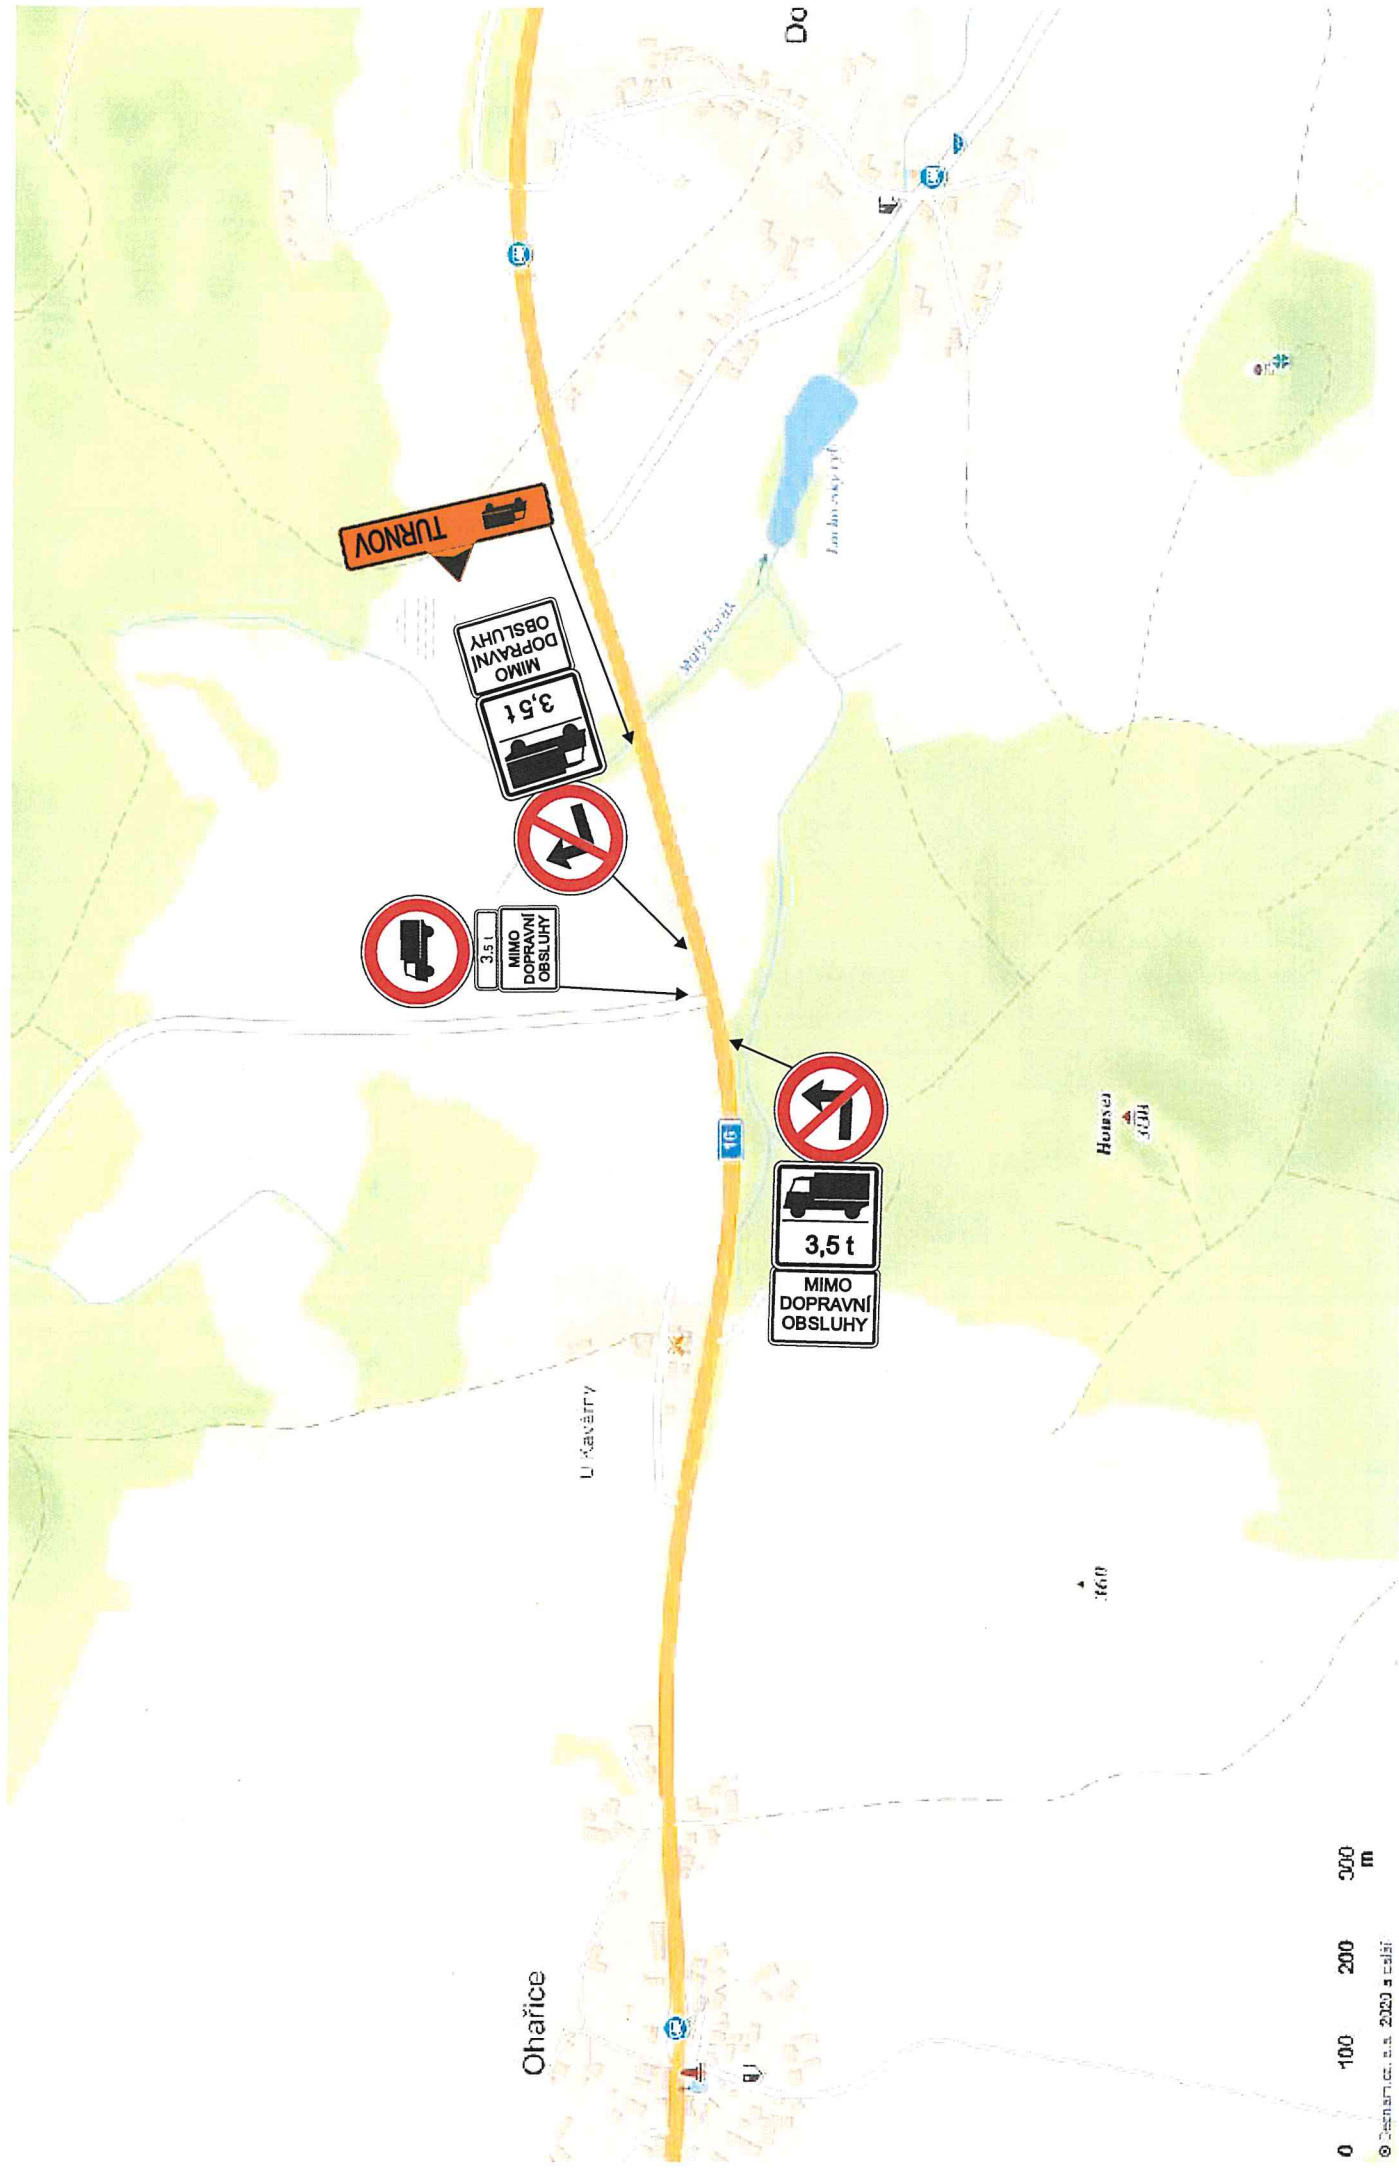 Do
TURNOV
MIMO
DOPRAVNÍ
OBSLUHY
3,5 t
3,5 t
MIMO
DOPRAVNÍ
OBSLUHY
Malý Porák
16
3,5 t
MIMO
DOPRAVNÍ
OBSLUHY
U Kavárny
360
Ohařice
0 100 200 300
m